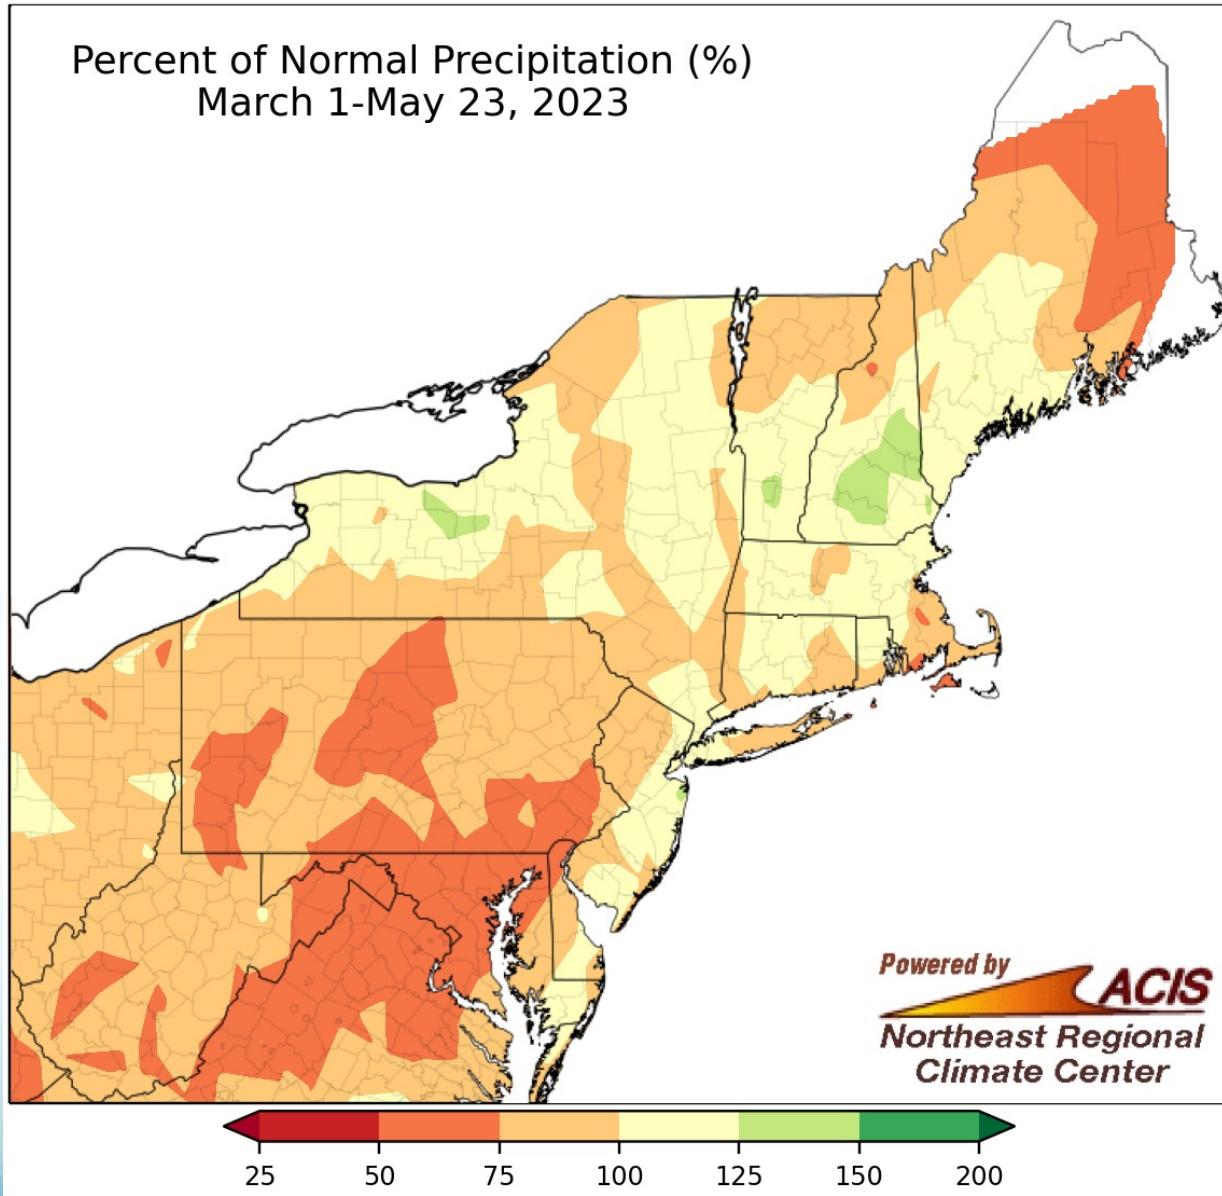 Percent of Normal Precipitation (%)
March 1-May 23, 2023
Powered by
ACIS
Northeast Regional
Climate Center
25 50 75 100 125 150 200